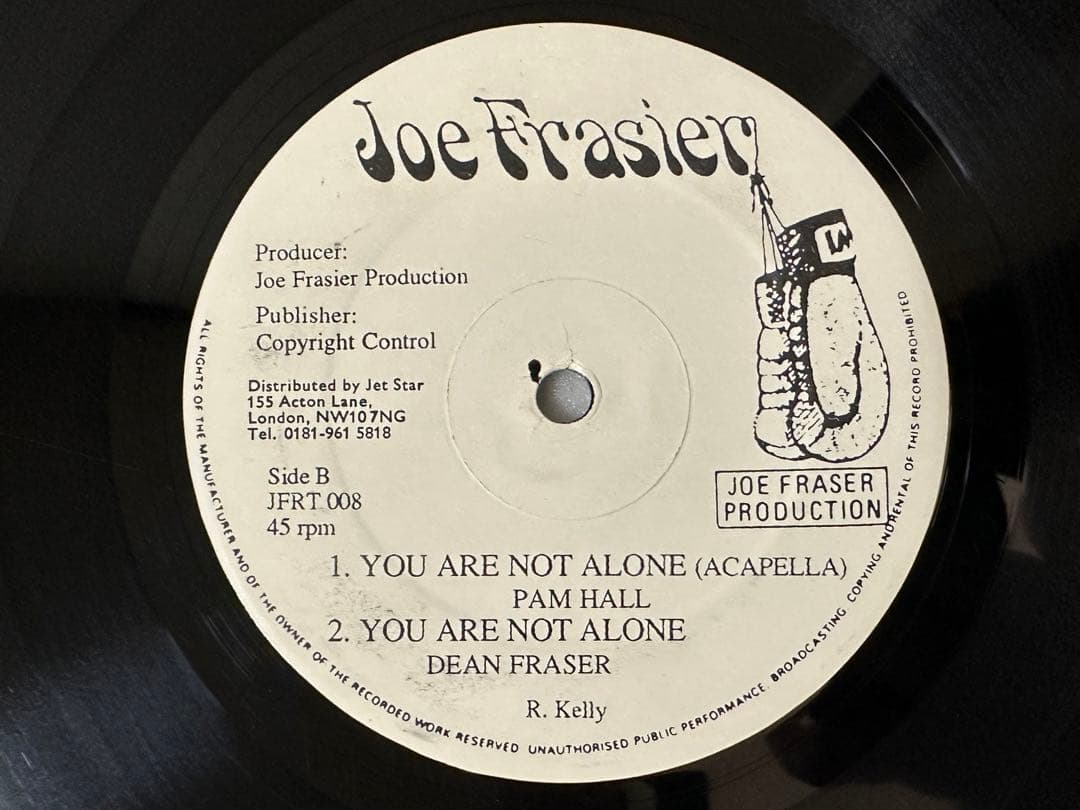 Joe Frasier
Producer:
Joe Frasier Production
Publisher:
Copyright Control
Distributed by Jet Star
155 Acton Lane,
London, NW10 7NG
Tel. 0181-961 5818
Side B
JFRT 008
45 rpm
JOE FRASER
PRODUCTION
1. YOU ARE NOT ALONE (ACAPELLA)
PAM HALL
2. YOU ARE NOT ALONE
DEAN FRASER
R. Kelly
ALL RIGHTS OF THE MANUFACTURER AND OF THE OWNER OF THE RECORDED WORK RESERVED UNAUTHORISED PUBLIC PERFORMANCE. BROADCASTING COPYING AND RENTAL OF THIS RECORD PROHIBITED